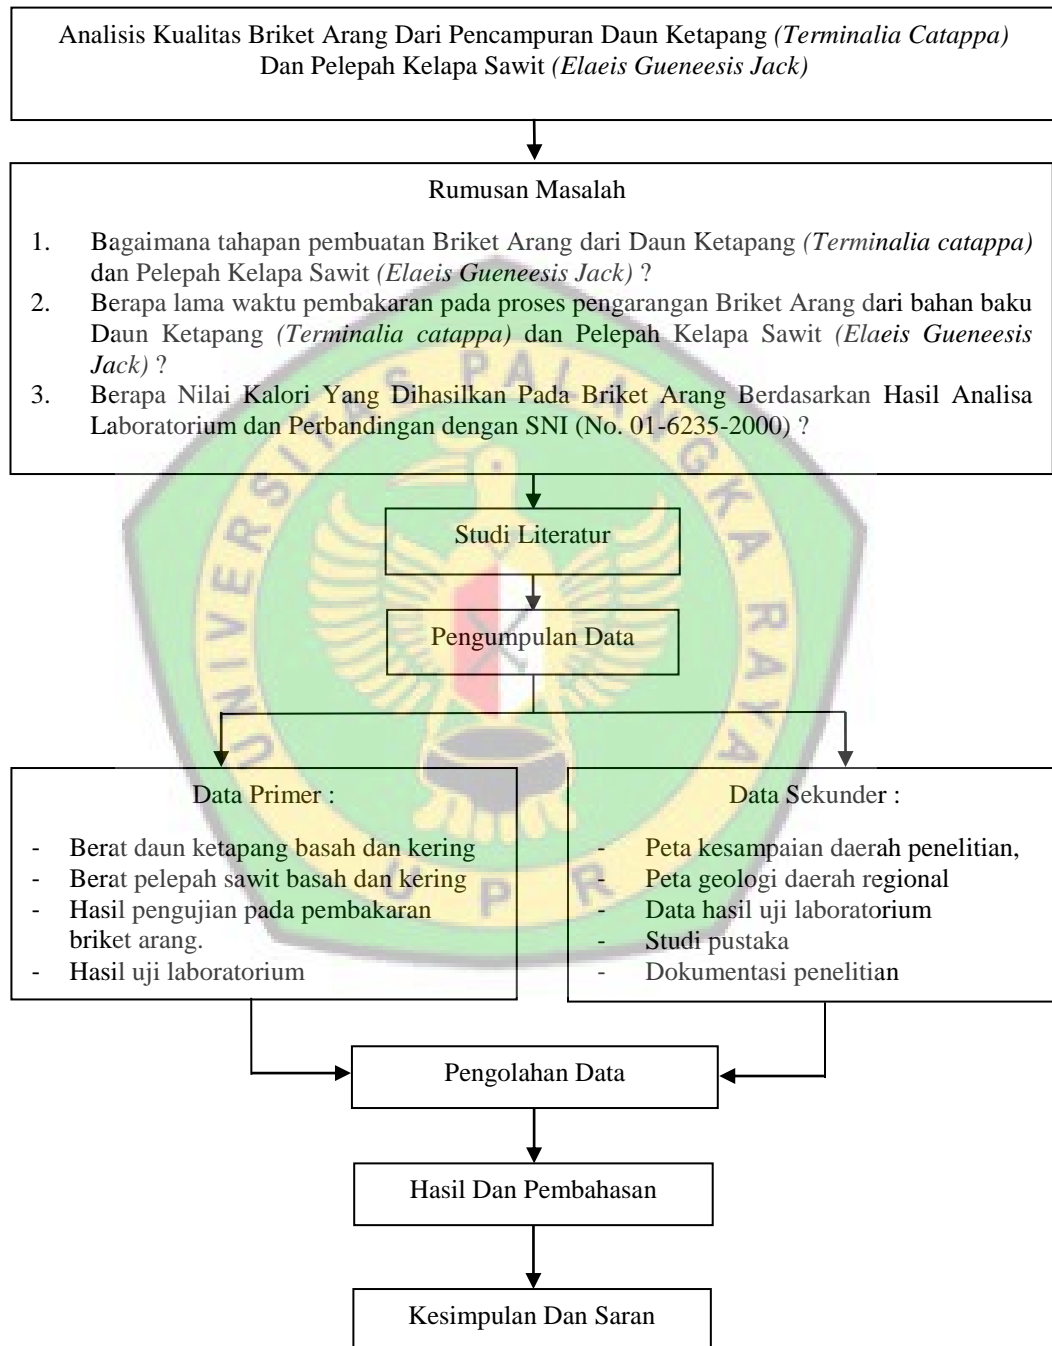 Analisis Kualitas Briket Arang Dari Pencampuran Daun Ketapang (Terminalia Catappa)
Dan Pelepah Kelapa Sawit (Elaeis Gueneesis Jack)
Rumusan Masalah
1. Bagaimana tahapan pembuatan Briket Arang dari Daun Ketapang (Terminalia catappa)
dan Pelepah Kelapa Sawit (Elaeis Gueneesis Jack) ?
2. Berapa lama waktu pembakaran pada proses pengarangan Briket Arang dari bahan baku
Daun Ketapang (Terminalia catappa) dan Pelepah Kelapa Sawit (Elaeis Gueneesis
Jack) ?
3. Berapa Nilai Kalori Yang Dihasilkan Pada Briket Arang Berdasarkan Hasil Analisa
Laboratorium dan Perbandingan dengan SNI (No. 01-6235-2000) ?
Studi Literatur
Pengumpulan Data
Data Primer :
- Berat daun ketapang basah dan kering
- Berat pelepah sawit basah dan kering
- Hasil pengujian pada pembakaran
briket arang.
- Hasil uji laboratorium
Data Sekunder :
- Peta kesampaian daerah penelitian,
- Peta geologi daerah regional
- Data hasil uji laboratorium
- Studi pustaka
- Dokumentasi penelitian
Pengolahan Data
Hasil Dan Pembahasan
Kesimpulan Dan Saran
UNIVERSITAS PALANGKA RAYA
UPR